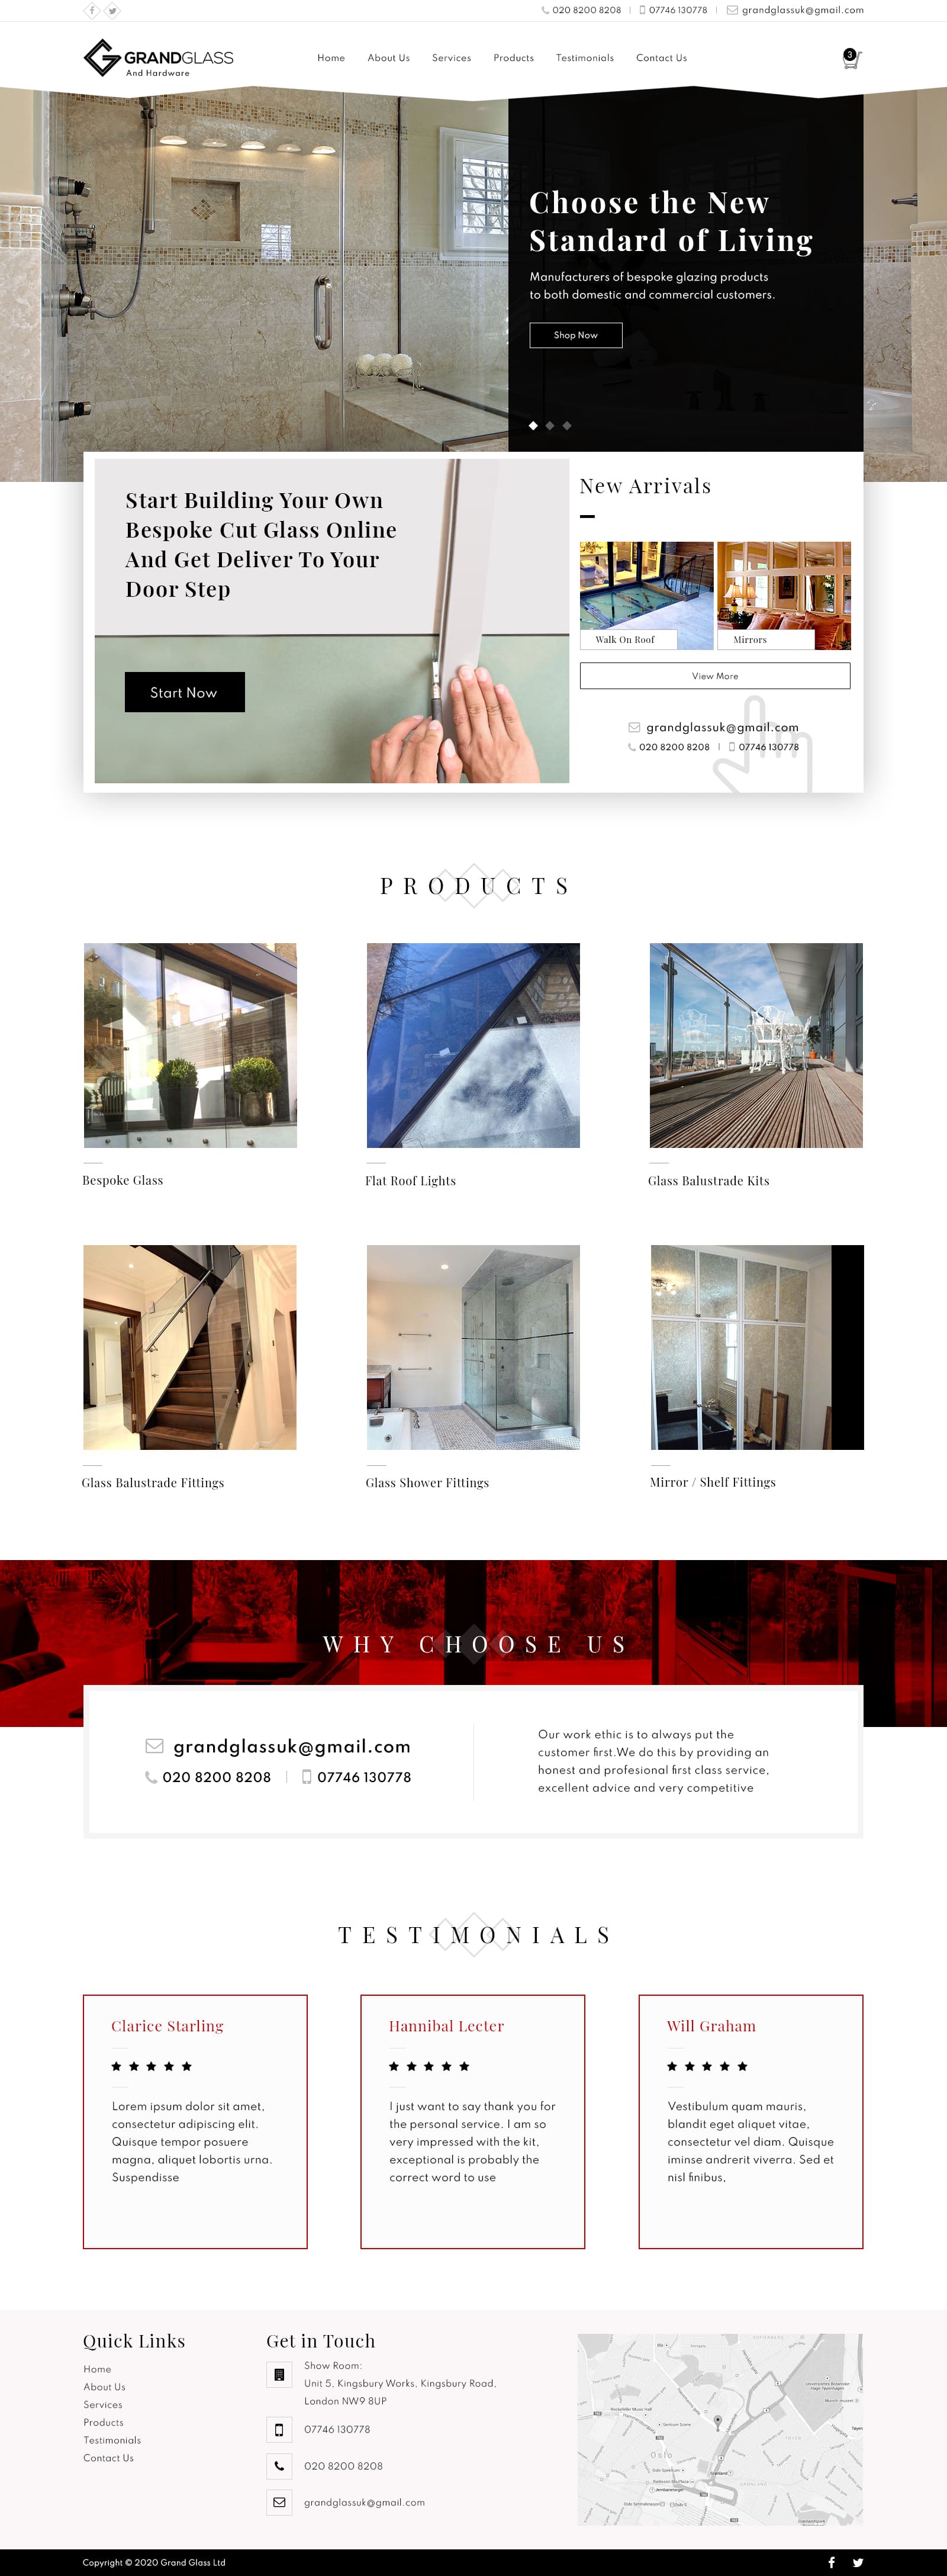 020 8200 8208 | 07746 130778 | grandglassuk@gmail.com
GRANDGLASS
And Hardware
Home About Us Services Products Testimonials Contact Us
3
Choose the New
Standard of Living
Manufacturers of bespoke glazing products
to both domestic and commercial customers.
Shop Now
Start Building Your Own
Bespoke Cut Glass Online
And Get Deliver To Your
Door Step
Start Now
New Arrivals
Walk On Roof
Mirrors
View More
grandglassuk@gmail.com
020 8200 8208 | 07746 130778
PRODUCTS
Bespoke Glass
Flat Roof Lights
Glass Balustrade Kits
Glass Balustrade Fittings
Glass Shower Fittings
Mirror / Shelf Fittings
WHY CHOOSE US
grandglassuk@gmail.com
020 8200 8208 | 07746 130778
Our work ethic is to always put the
customer first.We do this by providing an
honest and profesional first class service,
excellent advice and very competitive
TESTIMONIALS
Clarice Starling
Lorem ipsum dolor sit amet,
consectetur adipiscing elit.
Quisque tempor posuere
magna, aliquet lobortis urna.
Suspendisse
Hannibal Lecter
I just want to say thank you for
the personal service. I am so
very impressed with the kit,
exceptional is probably the
correct word to use
Will Graham
Vestibulum quam mauris,
blandit eget aliquet vitae,
consectetur vel diam. Quisque
iminse andrerit viverra. Sed et
nisl finibus,
Quick Links
Home
About Us
Services
Products
Testimonials
Contact Us
Get in Touch
Show Room:
Unit 5, Kingsbury Works, Kingsbury Road,
London NW9 8UP
07746 130778
020 8200 8208
grandglassuk@gmail.com
Oslo
Copyright © 2020 Grand Glass Ltd